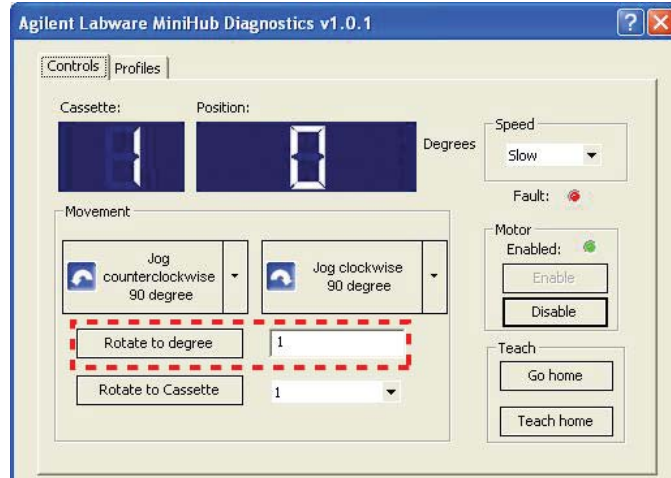 Agilent Labware MiniHub Diagnostics v1.0.1
Controls
Profiles
Cassette:
Position:
1
0
Degrees
Speed
Slow
Fault:
Movement
Jog
counterclockwise
90 degree
Jog clockwise
90 degree
Motor
Enabled:
Enable
Disable
Rotate to degree
1
Rotate to Cassette
1
Teach
Go home
Teach home